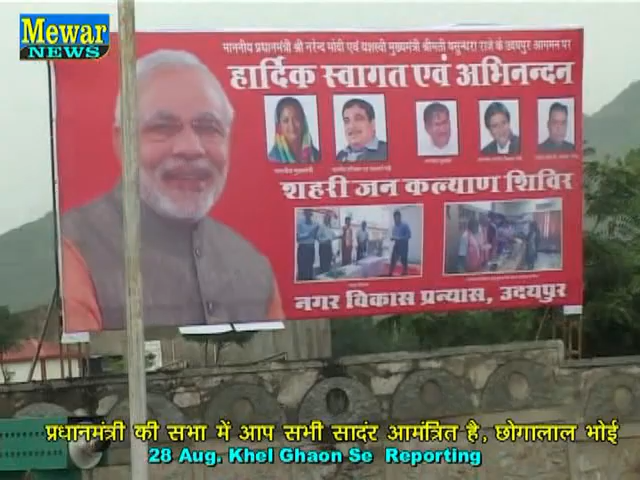 Mewar
NEWS
माननीय प्रधानमंत्री श्री नरेन्द्र मोदी एवं यशस्वी मुख्यमंत्री श्रीमती वसुन्धरा राजे के उदयपुर आगमन पर
हार्दिक स्वागत एवं अभिनन्दन
शहरी जन कल्याण शिविर
नगर विकास प्रन्यास, उदयपुर
प्रधानमंत्री की सभा में आप सभी सादंर आमंत्रित है, छोगालाल भोई
28 Aug. Khel Ghaon Se Reporting